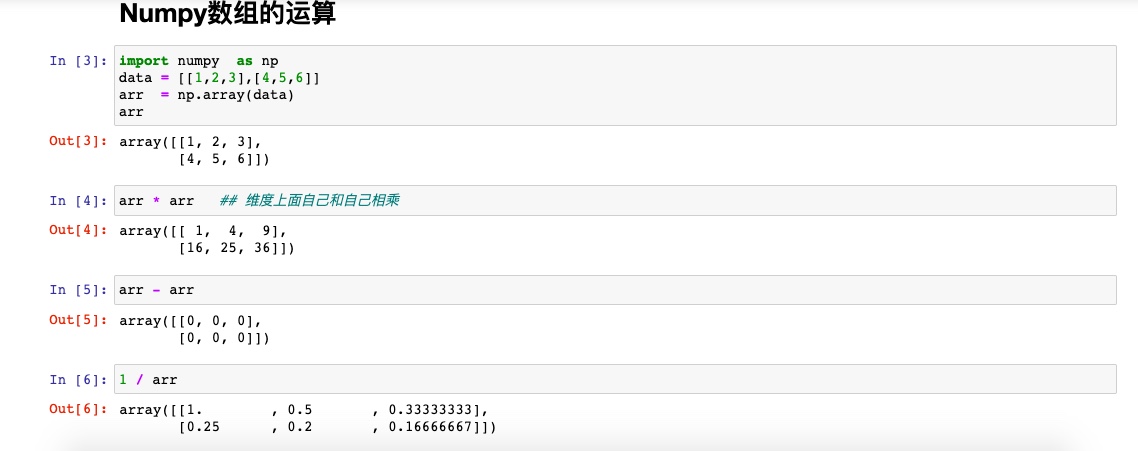 Numpy数组的运算
In [3]: import numpy  as np
data = [[1,2,3],[4,5,6]]
arr  = np.array(data)
arr
Out[3]: array([[1, 2, 3],
       [4, 5, 6]])
In [4]: arr * arr   ## 维度上面自己和自己相乘
Out[4]: array([[ 1,  4,  9],
       [16, 25, 36]])
In [5]: arr - arr
Out[5]: array([[0, 0, 0],
       [0, 0, 0]])
In [6]: 1 / arr
Out[6]: array([[1.        , 0.5       , 0.33333333],
       [0.25      , 0.2       , 0.16666667]])